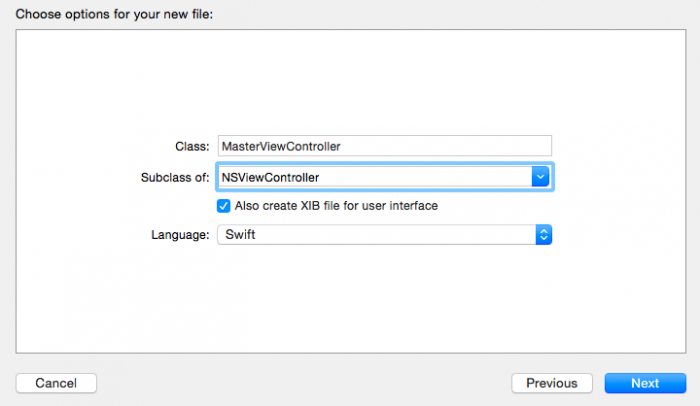 Choose options for your new file:
Class: MasterViewController
Subclass of: NSViewController
Also create XIB file for user interface
Language: Swift
Cancel Previous Next